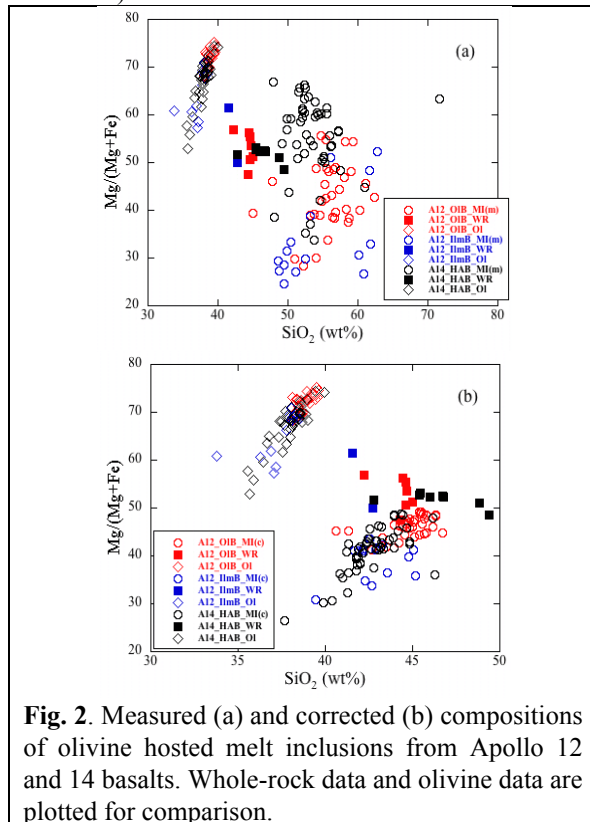 80
70
60
50
40
30
20
Mg/(Mg+Fe)
(a)
A12_OlB_MI(m)
A12_OlB_WR
A12_OlB_Ol
A12_IlmB_MI(m)
A12_IlmB_WR
A12_IlmB_Ol
A14_HAB_MI(m)
A14_HAB_WR
A14_HAB_Ol
30 40 50 60 70 80
SiO₂ (wt%)
80
70
60
50
40
30
20
Mg/(Mg+Fe)
(b)
A12_OlB_MI(c)
A12_OlB_WR
A12_OlB_Ol
A12_IlmB_MI(c)
A12_IlmB_WR
A12_IlmB_Ol
A14_HAB_MI(c)
A14_HAB_WR
A14_HAB_Ol
30 35 40 45 50
SiO₂ (wt%)
Fig. 2. Measured (a) and corrected (b) compositions
of olivine hosted melt inclusions from Apollo 12
and 14 basalts. Whole-rock data and olivine data are
plotted for comparison.